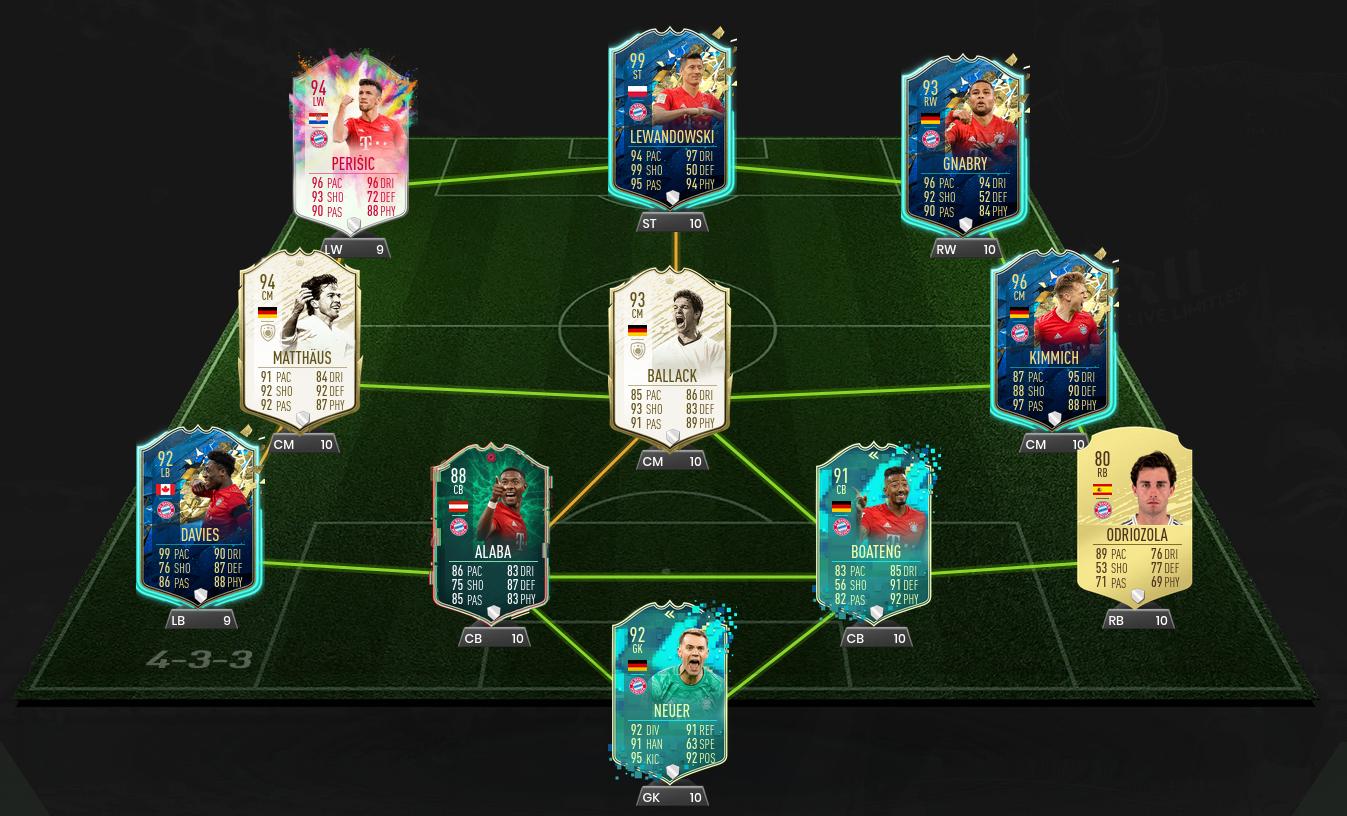 99
ST
LEWANDOWSKI
94 PAC 97 DRI
99 SHO 50 DEF
95 PAS 94 PHY
ST 10
94
LW
PERIŠIC
96 PAC 96 DRI
93 SHO 72 DEF
90 PAS 88 PHY
LW 9
93
RW
GNABRY
96 PAC 94 DRI
92 SHO 52 DEF
90 PAS 84 PHY
RW 10
94
CM
MATTHÄUS
91 PAC 84 DRI
92 SHO 92 DEF
92 PAS 87 PHY
CM 10
93
CM
BALLACK
85 PAC 86 DRI
93 SHO 83 DEF
91 PAS 89 PHY
CM 10
96
CM
KIMMICH
87 PAC 95 DRI
88 SHO 90 DEF
97 PAS 88 PHY
CM 10
92
LB
DAVIES
99 PAC 90 DRI
76 SHO 87 DEF
86 PAS 88 PHY
LB 9
88
CB
ALABA
86 PAC 83 DRI
75 SHO 87 DEF
85 PAS 83 PHY
CB 10
91
CB
BOATENG
83 PAC 85 DRI
56 SHO 91 DEF
82 PAS 92 PHY
CB 10
80
RB
ODRIOZOLA
89 PAC 76 DRI
53 SHO 77 DEF
71 PAS 69 PHY
RB 10
92
GK
NEUER
92 DIV 91 REF
91 HAN 63 SPE
95 KIC 92 POS
GK 10
4-3-3